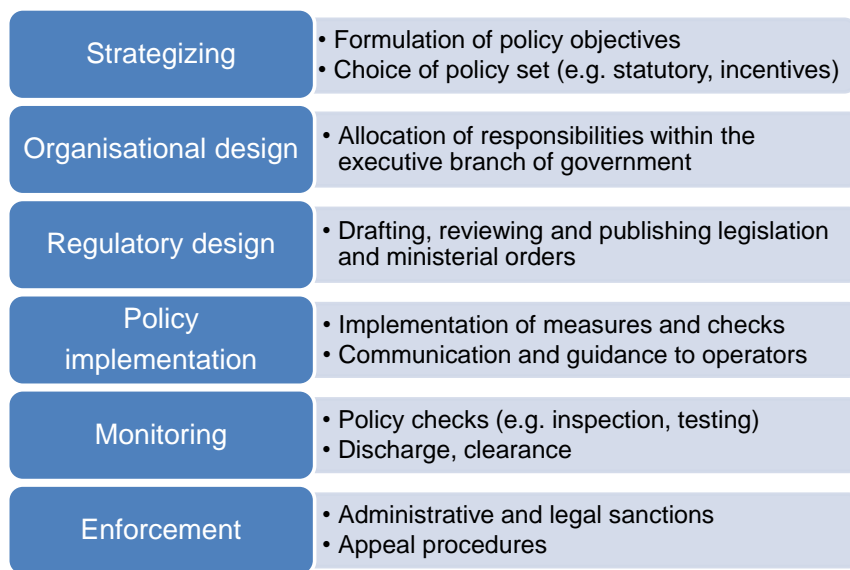 Strategizing
• Formulation of policy objectives
• Choice of policy set (e.g. statutory, incentives)
Organisational design
• Allocation of responsibilities within the
executive branch of government
Regulatory design
• Drafting, reviewing and publishing legislation
and ministerial orders
Policy
implementation
• Implementation of measures and checks
• Communication and guidance to operators
Monitoring
• Policy checks (e.g. inspection, testing)
• Discharge, clearance
Enforcement
• Administrative and legal sanctions
• Appeal procedures